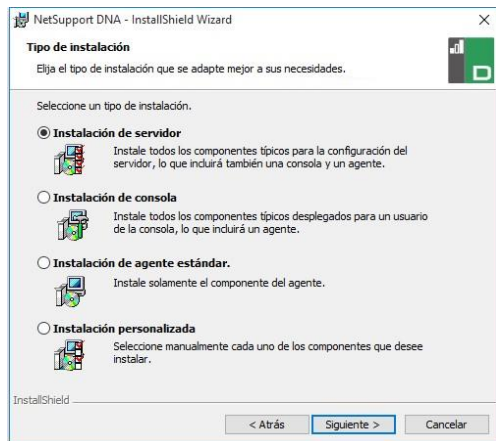 NetSupport DNA - InstallShield Wizard
Tipo de instalación
Elija el tipo de instalación que se adapte mejor a sus necesidades.
D
Seleccione un tipo de instalación.
Instalación de servidor
Instale todos los componentes típicos para la configuración del
servidor, lo que incluirá también una consola y un agente.
Instalación de consola
Instale todos los componentes típicos desplegados para un usuario
de la consola, lo que incluirá un agente.
Instalación de agente estándar.
Instale solamente el componente del agente.
Instalación personalizada
Seleccione manualmente cada uno de los componentes que desee
instalar.
InstallShield
< Atrás
Siguiente >
Cancelar